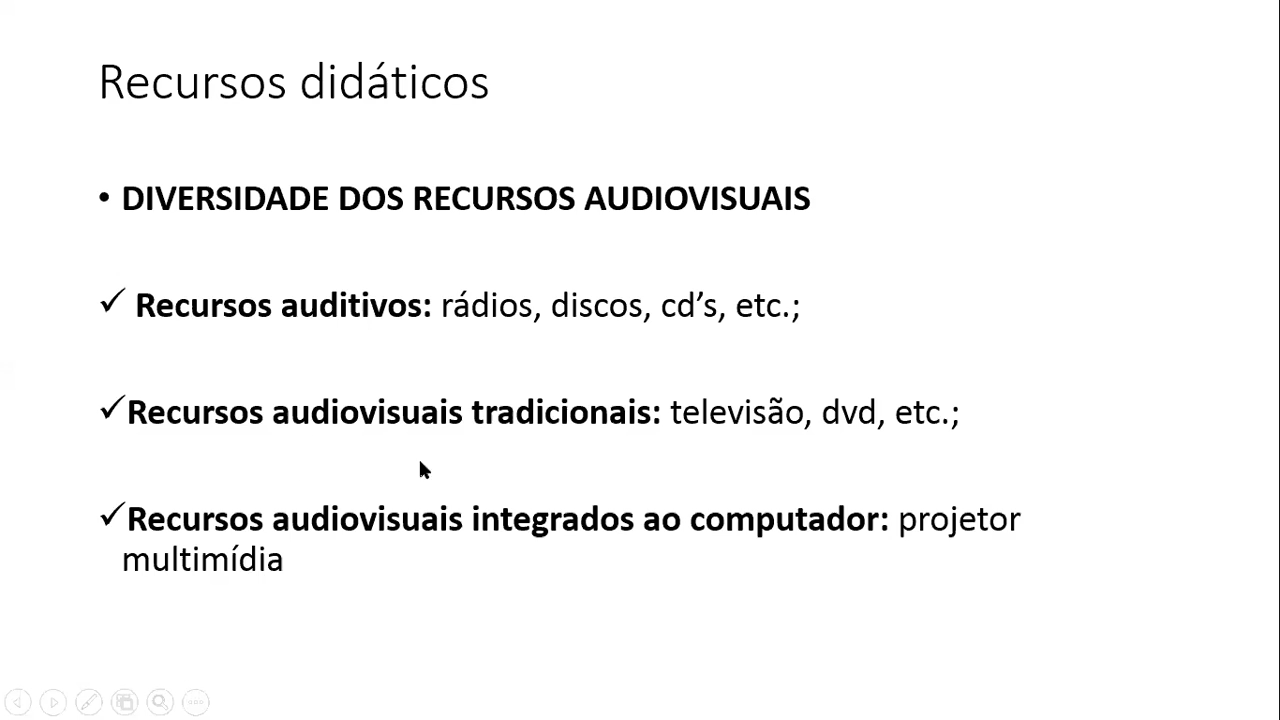 Recursos didáticos
• DIVERSIDADE DOS RECURSOS AUDIOVISUAIS
✓ Recursos auditivos: rádios, discos, cd’s, etc.;
✓Recursos audiovisuais tradicionais: televisão, dvd, etc.;
✓Recursos audiovisuais integrados ao computador: projetor
multimídia